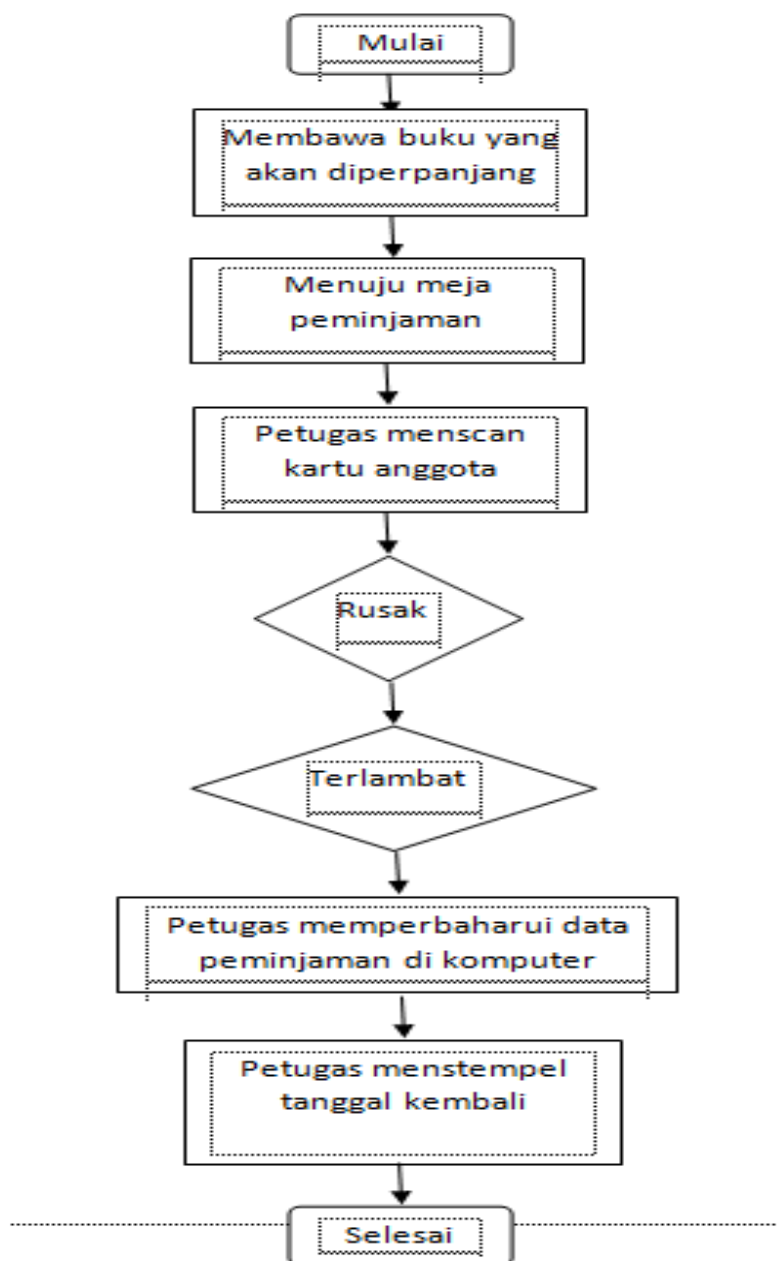 Mulai
Membawa buku yang
akan diperpanjang
Menuju meja
peminjaman
Petugas menscan
kartu anggota
Rusak
Terlambat
Petugas memperbaharui data
peminjaman di komputer
Petugas menstempel
tanggal kembali
Selesai